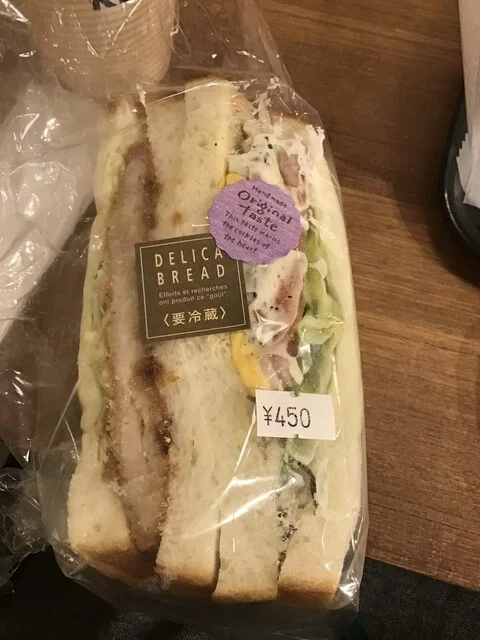 Handmade
Original
taste
This taste warms
the cockles of
the heart
DELICA
BREAD
Efforts et recherches
ont produit ce "goût".
〈要冷蔵〉
¥450